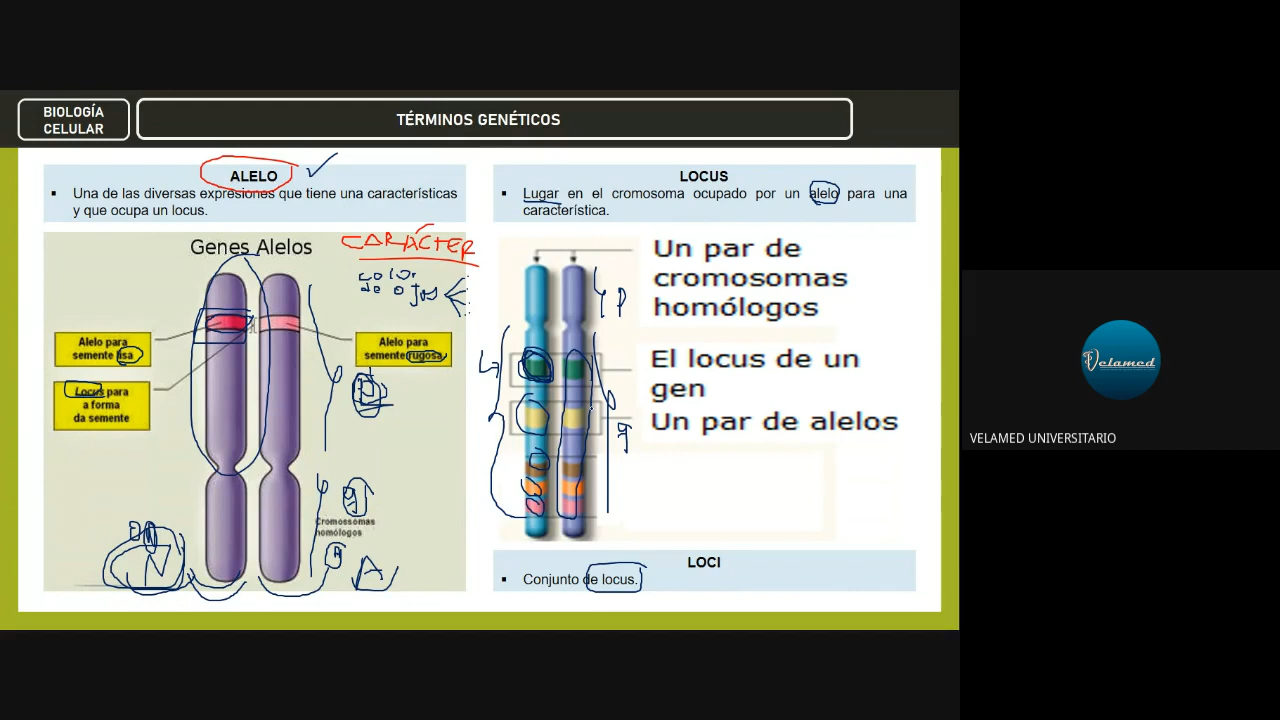 BIOLOGÍA
CELULAR
TÉRMINOS GENÉTICOS
ALELO
▪ Una de las diversas expresiones que tiene una características
y que ocupa un locus.
Genes Alelos
CARÁCTER
color
de ojos
Alelo para
semente lisa
Alelo para
semente rugosa
Locus para
a forma
da semente
p
q
Cromossomas
homólogos
A
LOCUS
▪ Lugar en el cromosoma ocupado por un alelo para una
característica.
Un par de
cromosomas
homólogos
p
El locus de un
gen
Un par de alelos
q
LOCI
▪ Conjunto de locus.
Velamed
VELAMED UNIVERSITARIO